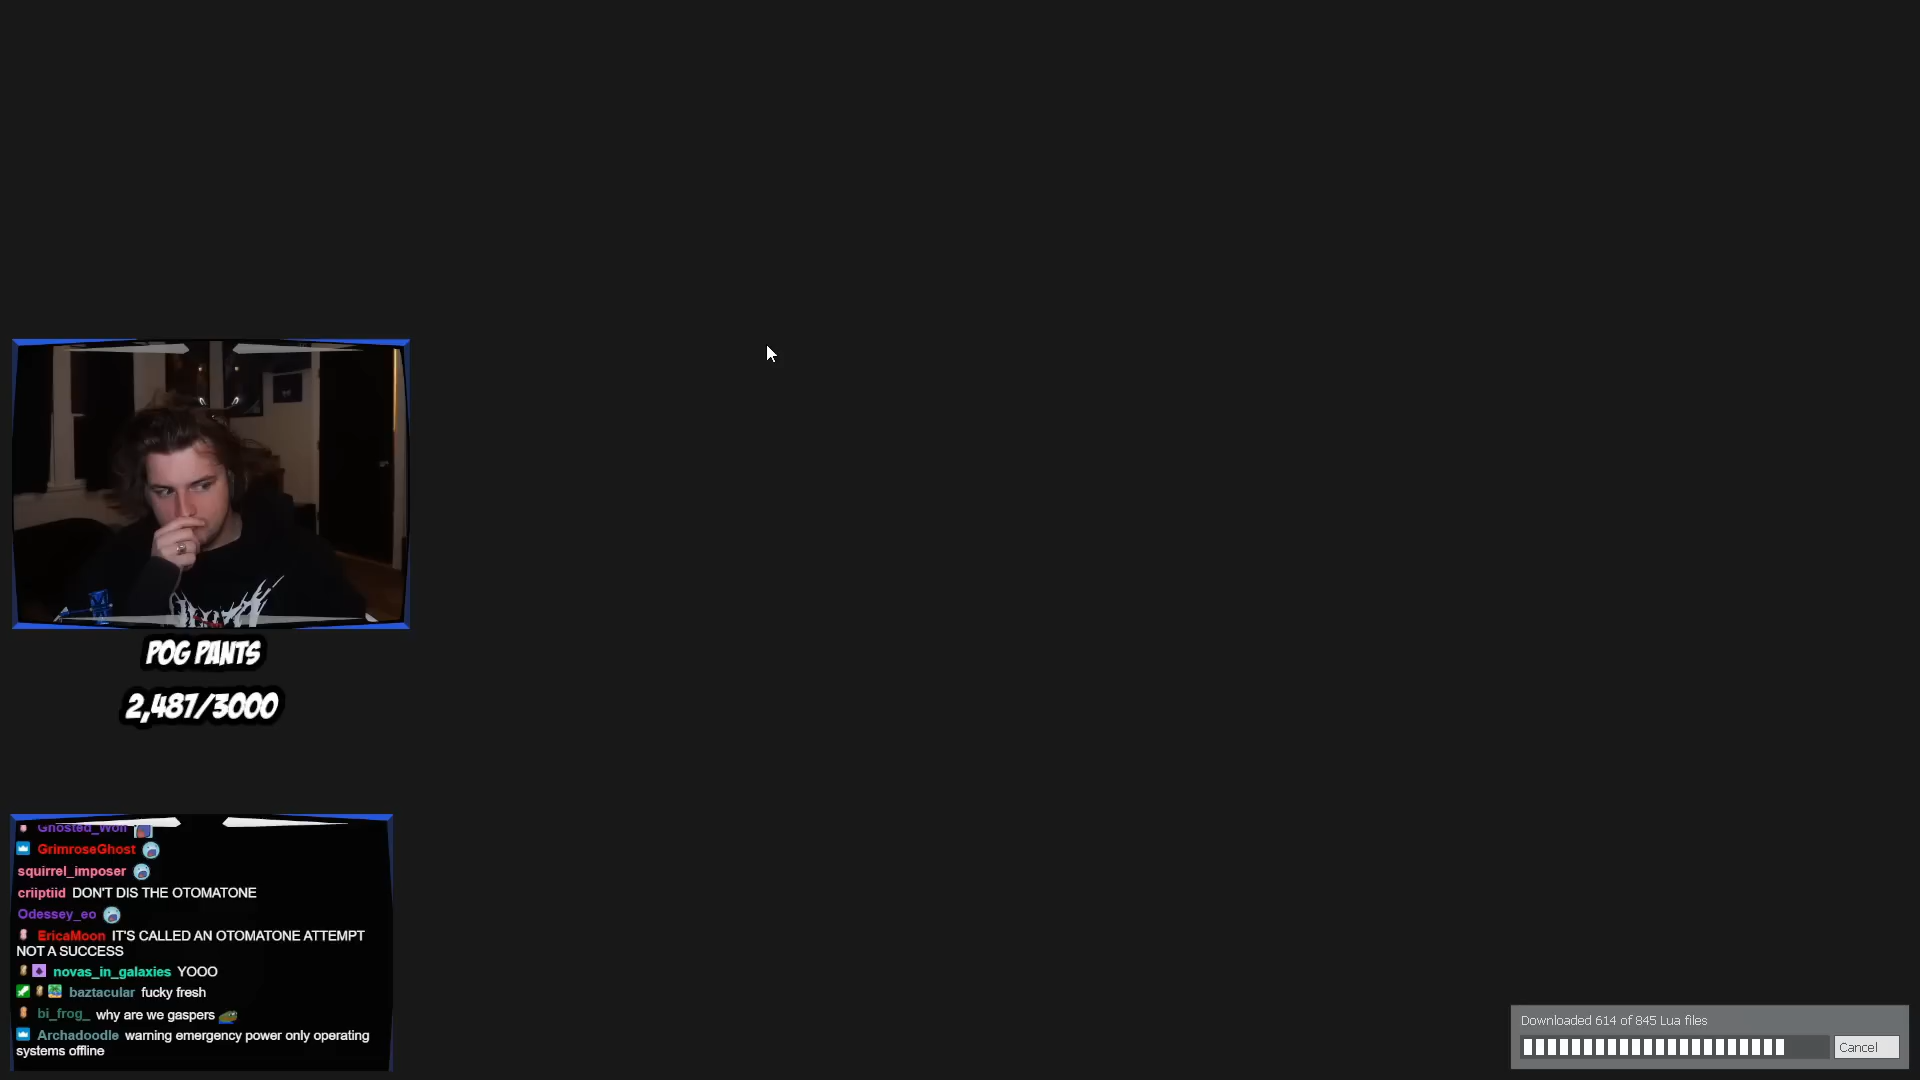 POG PANTS
2,487/3000
Ghosted_Wolf
GrimroseGhost
squirrel_imposer
criiptiid DON'T DIS THE OTOMATONE
Odessey_eo
EricaMoon IT'S CALLED AN OTOMATONE ATTEMPT
NOT A SUCCESS
novas_in_galaxies YOOO
baztacular fucky fresh
bi_frog_ why are we gaspers
Archadoodle warning emergency power only operating
systems offline
Downloaded 614 of 845 Lua files
Cancel